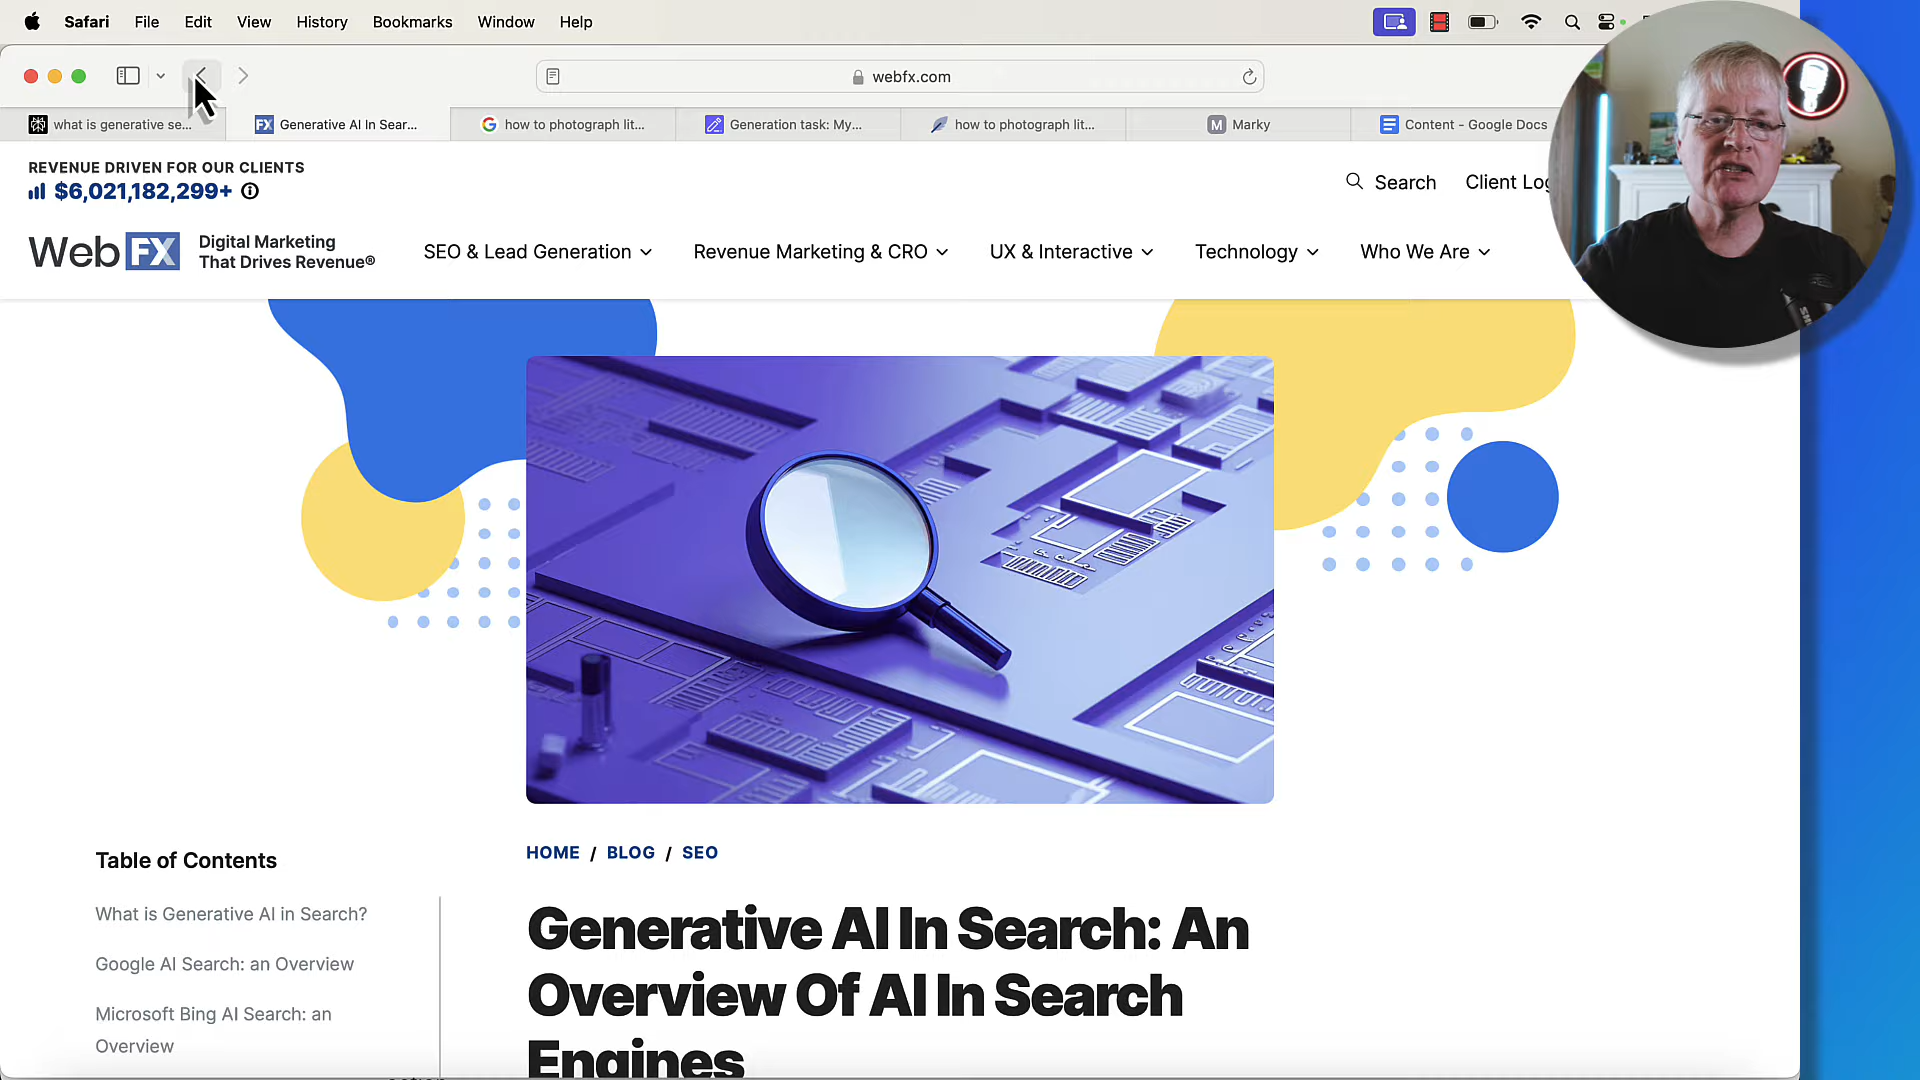 Safari File Edit View History Bookmarks Window Help
webfx.com
what is generative se...
Generative AI In Sear...
how to photograph lit...
Generation task: My...
how to photograph lit...
M Marky
Content - Google Docs
REVENUE DRIVEN FOR OUR CLIENTS
$6,021,182,299+
Search
Client Log
WebFX
Digital Marketing
That Drives Revenue®
SEO & Lead Generation
Revenue Marketing & CRO
UX & Interactive
Technology
Who We Are
HOME / BLOG / SEO
Table of Contents
What is Generative AI in Search?
Google AI Search: an Overview
Microsoft Bing AI Search: an
Overview
Generative AI In Search: An
Overview Of AI In Search
Engines